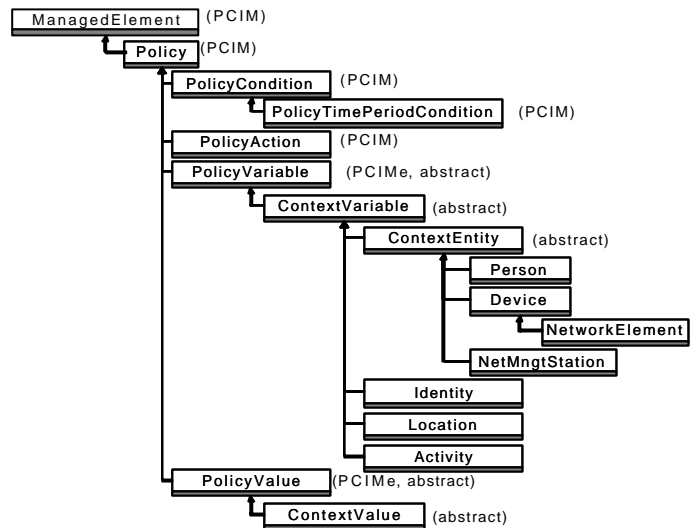 ManagedElement (PCIM)
Policy (PCIM)
PolicyCondition (PCIM)
PolicyTimePeriodCondition (PCIM)
PolicyAction (PCIM)
PolicyVariable (PCIMe, abstract)
ContextVariable (abstract)
ContextEntity (abstract)
Person
Device
NetworkElement
NetMngtStation
Identity
Location
Activity
PolicyValue (PCIMe, abstract)
ContextValue (abstract)